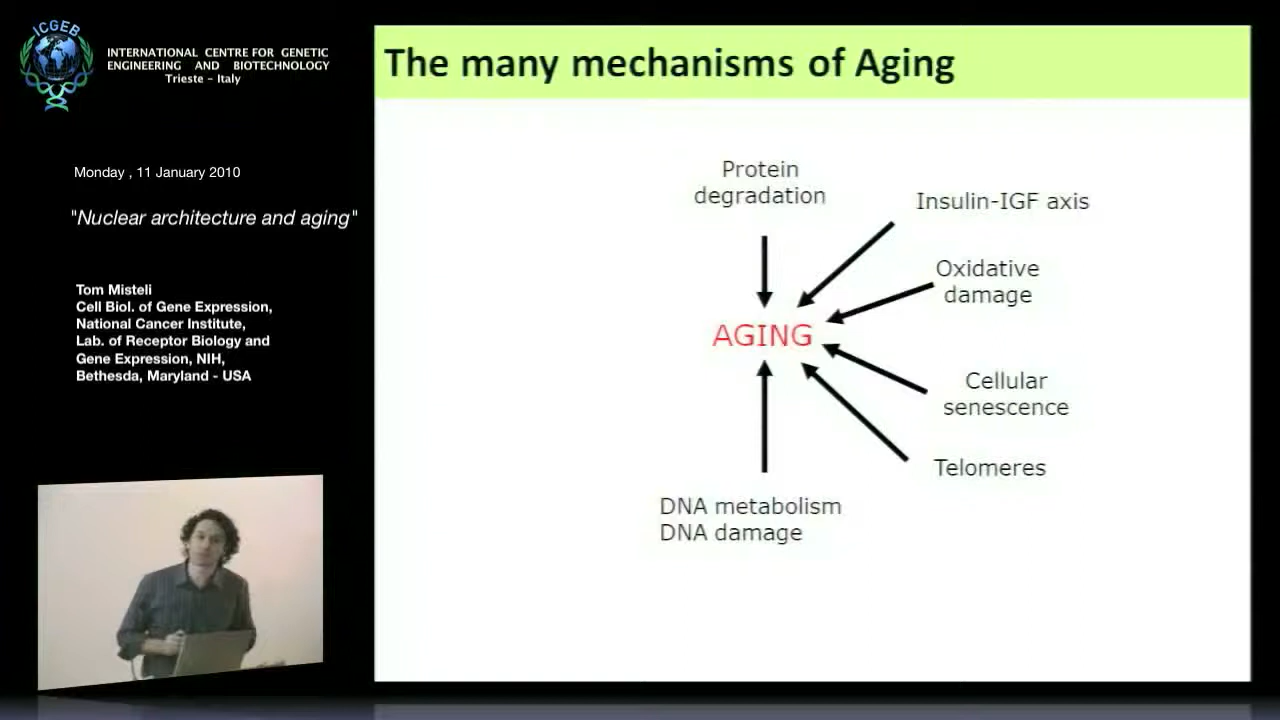 ICGEB
INTERNATIONAL CENTRE FOR GENETIC
ENGINEERING AND BIOTECHNOLOGY
Trieste - Italy
Monday , 11 January 2010
"Nuclear architecture and aging"
Tom Misteli
Cell Biol. of Gene Expression,
National Cancer Institute,
Lab. of Receptor Biology and
Gene Expression, NIH,
Bethesda, Maryland - USA
The many mechanisms of Aging
Protein
degradation
Insulin-IGF axis
Oxidative
damage
AGING
Cellular
senescence
Telomeres
DNA metabolism
DNA damage